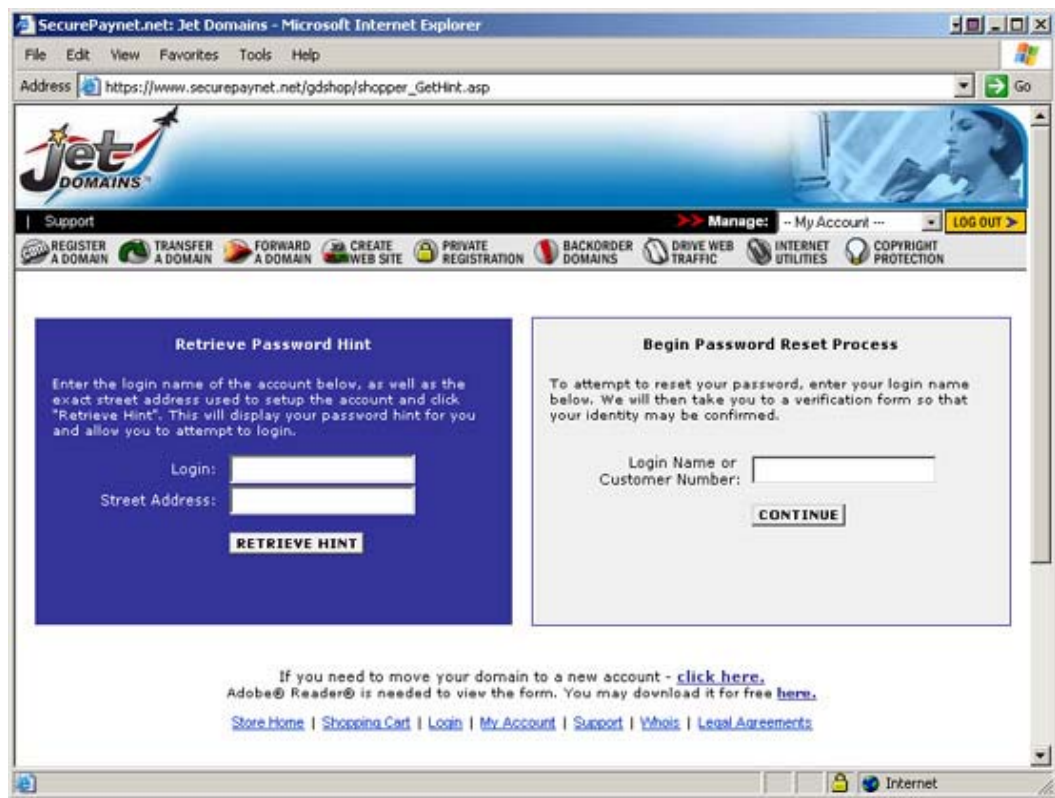 SecurePaynet.net: Jet Domains - Microsoft Internet Explorer
File Edit View Favorites Tools Help
Address https://www.securepaynet.net/gdshop/shopper_GetHint.asp Go
jet
DOMAINS
| Support >> Manage: -- My Account --- LOG OUT >
REGISTER A DOMAIN
TRANSFER A DOMAIN
FORWARD A DOMAIN
CREATE WEB SITE
PRIVATE REGISTRATION
BACKORDER DOMAINS
DRIVE WEB TRAFFIC
INTERNET UTILITIES
COPYRIGHT PROTECTION
Retrieve Password Hint
Enter the login name of the account below, as well as the
exact street address used to setup the account and click
"Retrieve Hint". This will display your password hint for you
and allow you to attempt to login.
Login:
Street Address:
RETRIEVE HINT
Begin Password Reset Process
To attempt to reset your password, enter your login name
below. We will then take you to a verification form so that
your identity may be confirmed.
Login Name or
Customer Number:
CONTINUE
If you need to move your domain to a new account - click here.
Adobe® Reader® is needed to view the form. You may download it for free here.
Store Home | Shopping Cart | Login | My Account | Support | Whois | Legal Agreements
Internet